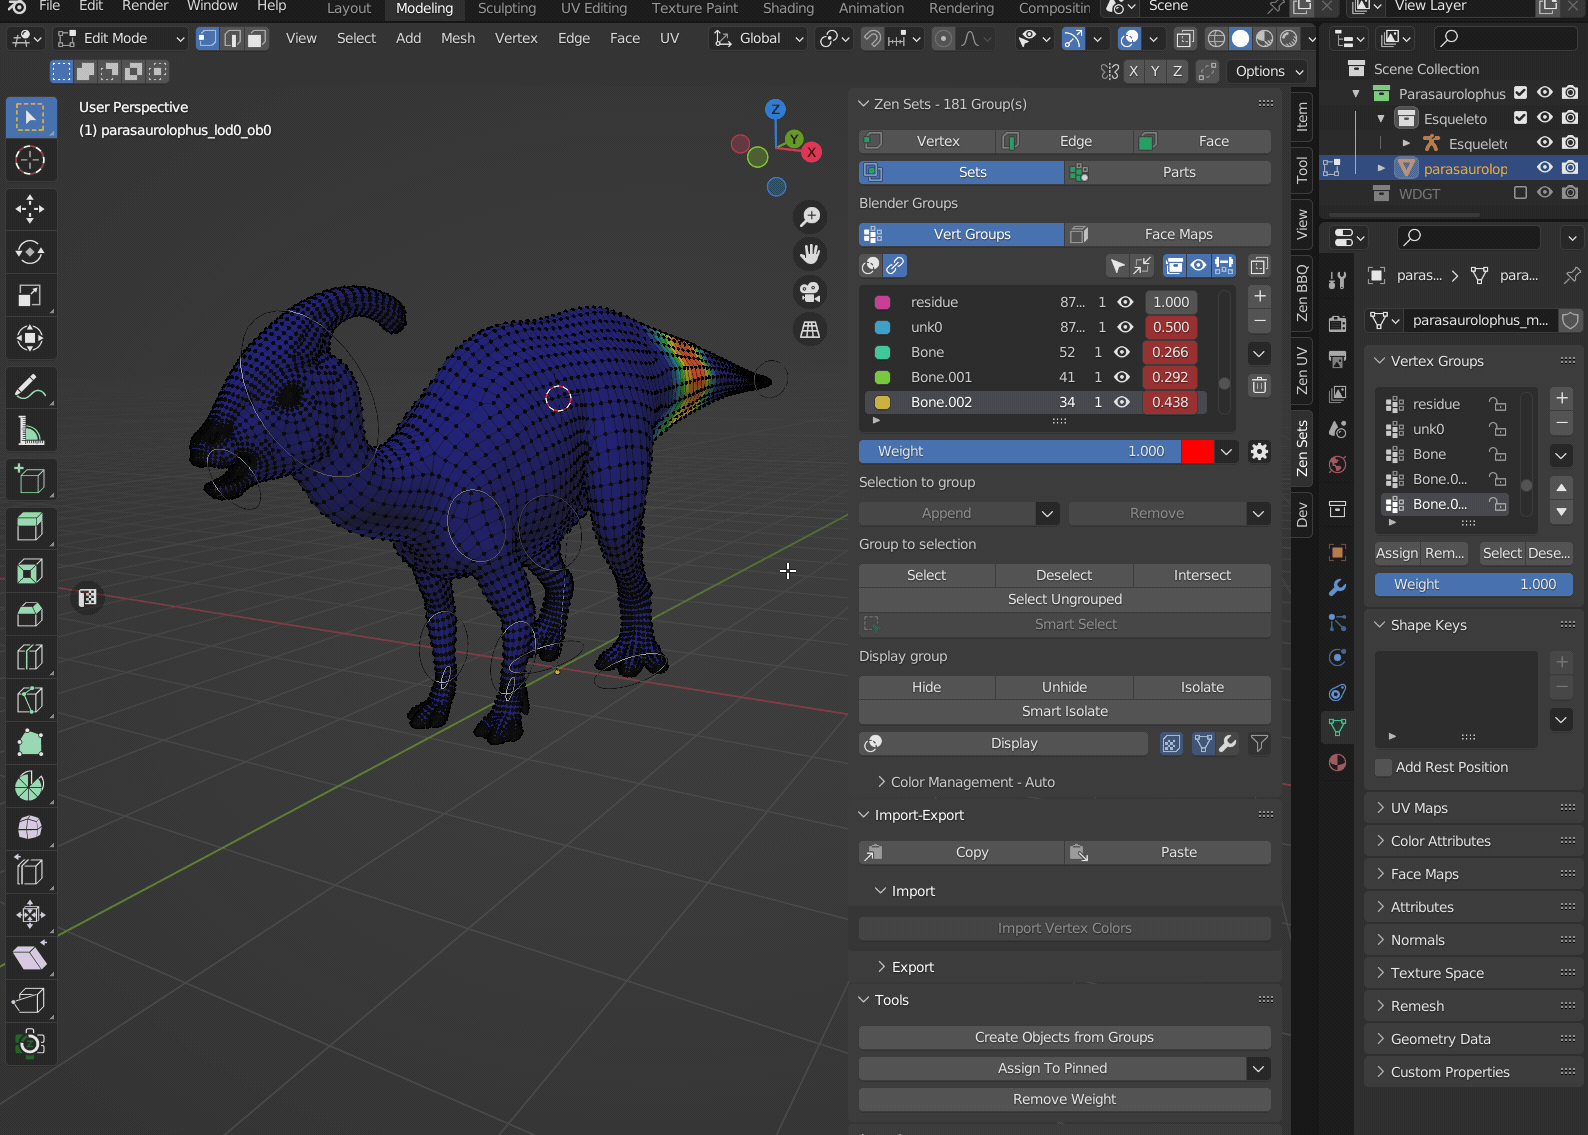 File Edit Render Window Help Layout Modeling Sculpting UV Editing Texture Paint Shading Animation Rendering Compositin Scene View Layer
Edit Mode View Select Add Mesh Vertex Edge Face UV Global
X Y Z Options
User Perspective
(1) parasaurolophus_lod0_ob0
Z
Y
X
Zen Sets - 181 Group(s)
Vertex Edge Face
Sets Parts
Blender Groups
Vert Groups Face Maps
residue 87... 1 1.000
unk0 87... 1 0.500
Bone 52 1 0.266
Bone.001 41 1 0.292
Bone.002 34 1 0.438
Weight 1.000
Selection to group
Append Remove
Group to selection
Select Deselect Intersect
Select Ungrouped
Smart Select
Display group
Hide Unhide Isolate
Smart Isolate
Display
Color Management - Auto
Import-Export
Copy Paste
Import
Import Vertex Colors
Export
Tools
Create Objects from Groups
Assign To Pinned
Remove Weight
Item
Tool
View
Zen BBQ
Zen UV
Zen Sets
Dev
Scene Collection
Parasaurolophus
Esqueleto
Esqueleto
parasaurolop
WDGT
paras... para...
parasaurolophus_m...
Vertex Groups
residue
unk0
Bone
Bone.0...
Bone.0...
Assign Rem... Select Dese...
Weight 1.000
Shape Keys
Add Rest Position
UV Maps
Color Attributes
Face Maps
Attributes
Normals
Texture Space
Remesh
Geometry Data
Custom Properties